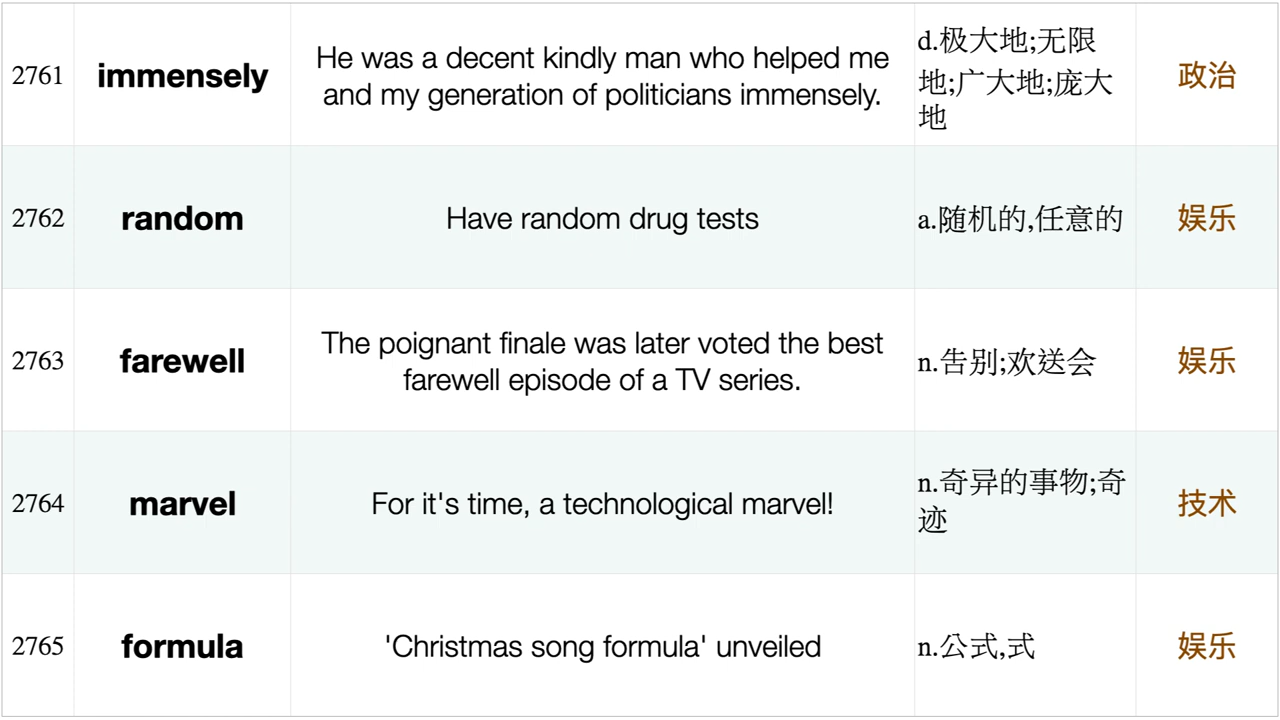 2761
immensely
He was a decent kindly man who helped me
and my generation of politicians immensely.
d.极大地;无限
地;广大地;庞大
地
政治
2762
random
Have random drug tests
a.随机的,任意的
娱乐
2763
farewell
The poignant finale was later voted the best
farewell episode of a TV series.
n.告别;欢送会
娱乐
2764
marvel
For it's time, a technological marvel!
n.奇异的事物;奇
迹
技术
2765
formula
'Christmas song formula' unveiled
n.公式,式
娱乐